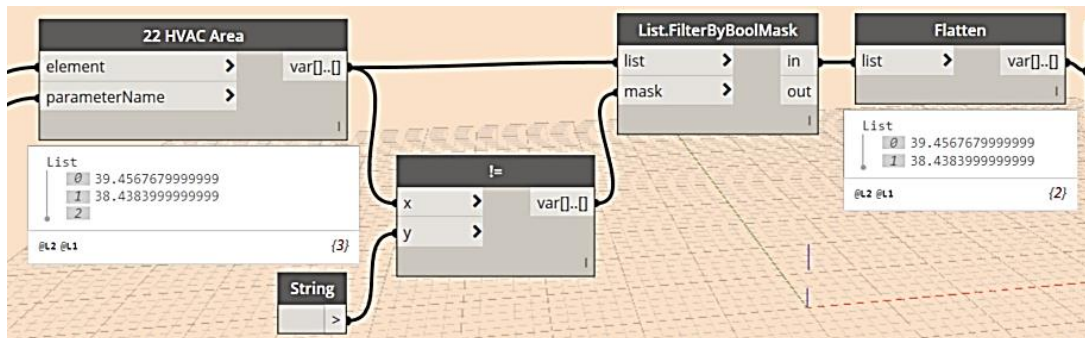 22 HVAC Area
element > var[]..[]
parameterName >
l
List
0 39.4567679999999
1 38.4383999999999
2
@L2 @L1 {3}
!=
x > var[]..[]
y >
l
String
>
List.FilterByBoolMask
list > in
mask > out
l
Flatten
list > var[]..[]
l
List
0 39.4567679999999
1 38.4383999999999
@L2 @L1 {2}